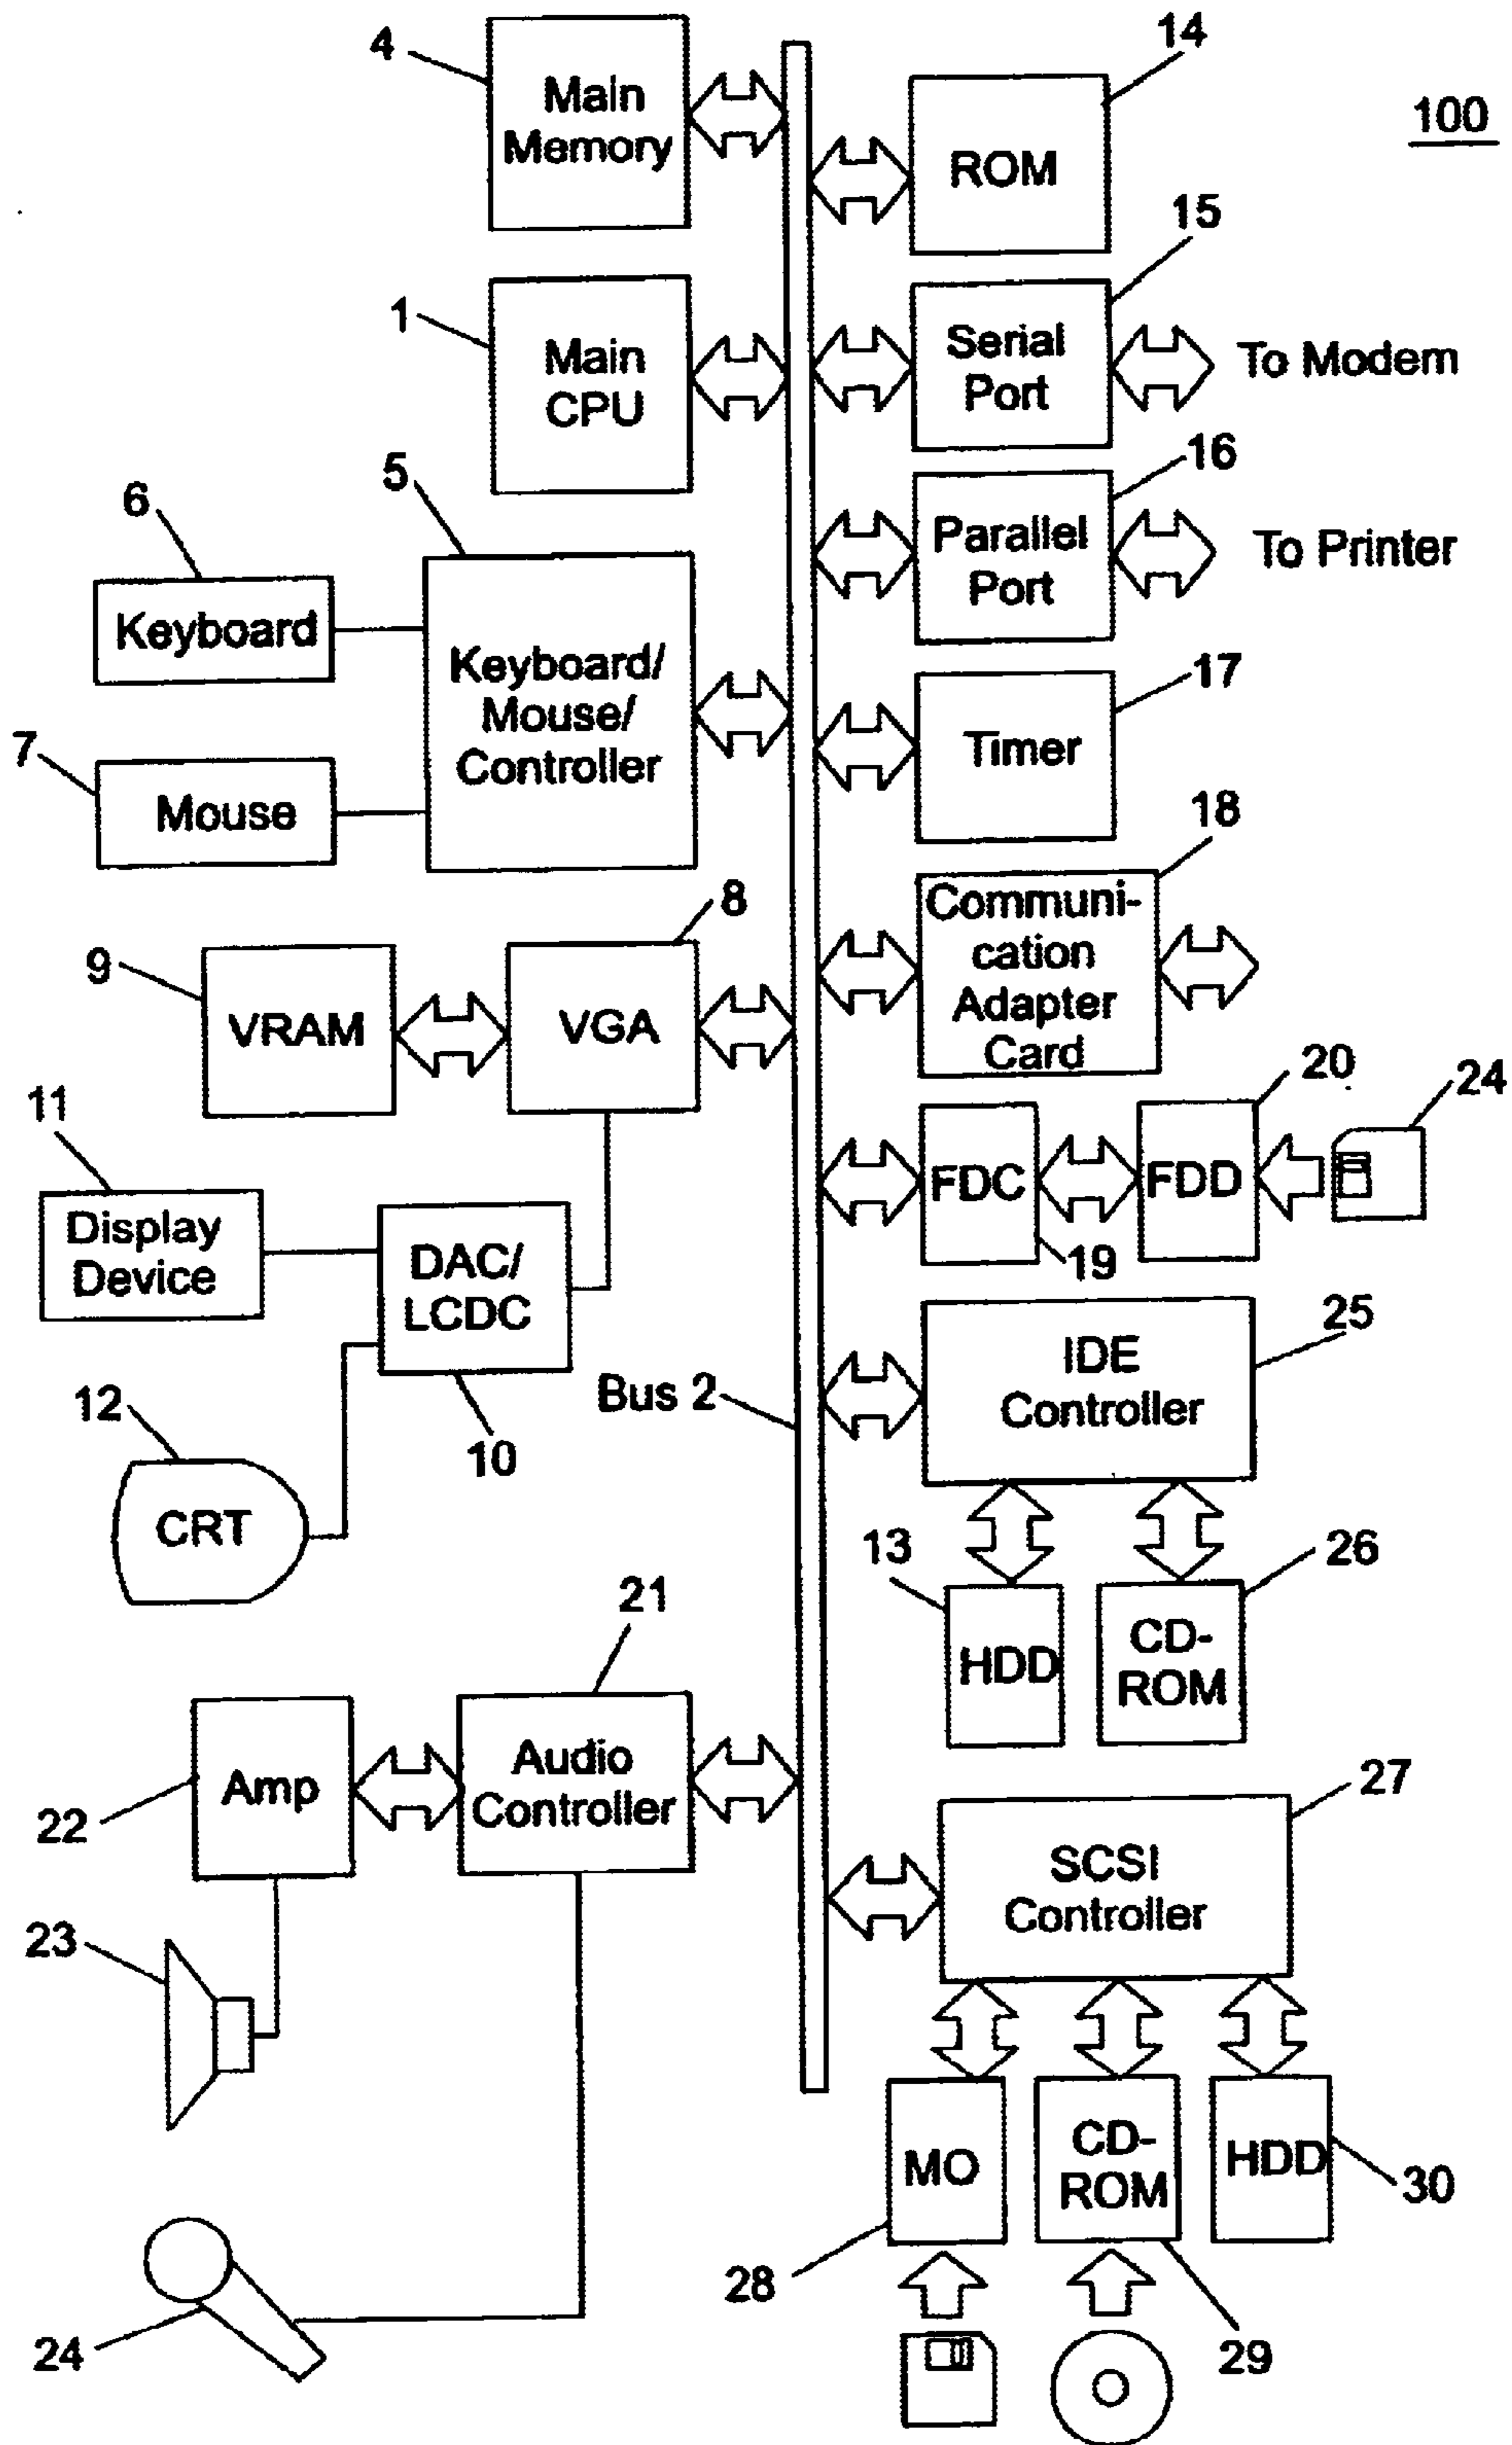 4
Main
Memory
14
ROM
100
1
Main
CPU
15
Serial
Port
To Modem
16
Parallel
Port
To Printer
6
Keyboard
5
Keyboard/
Mouse/
Controller
7
Mouse
17
Timer
18
Communi-
cation
Adapter
Card
9
VRAM
8
VGA
11
Display
Device
DAC/
LCDC
10
12
CRT
Bus 2
FDC
19
20
FDD
24
25
IDE
Controller
13
HDD
26
CD-
ROM
21
Audio
Controller
22
Amp
23
24
27
SCSI
Controller
28
MO
CD-
ROM
29
HDD
30